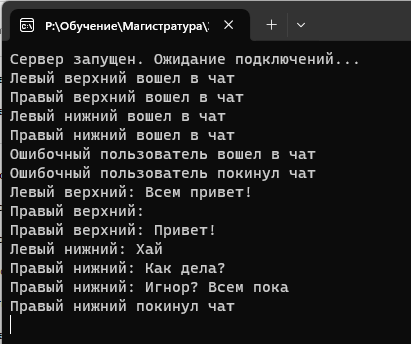 P:\Обучение\Магистратура\
Сервер запущен. Ожидание подключений...
Левый верхний вошел в чат
Правый верхний вошел в чат
Левый нижний вошел в чат
Правый нижний вошел в чат
Ошибочный пользователь вошел в чат
Ошибочный пользователь покинул чат
Левый верхний: Всем привет!
Правый верхний:
Правый верхний: Привет!
Левый нижний: Хай
Правый нижний: Как дела?
Правый нижний: Игнор? Всем пока
Правый нижний покинул чат